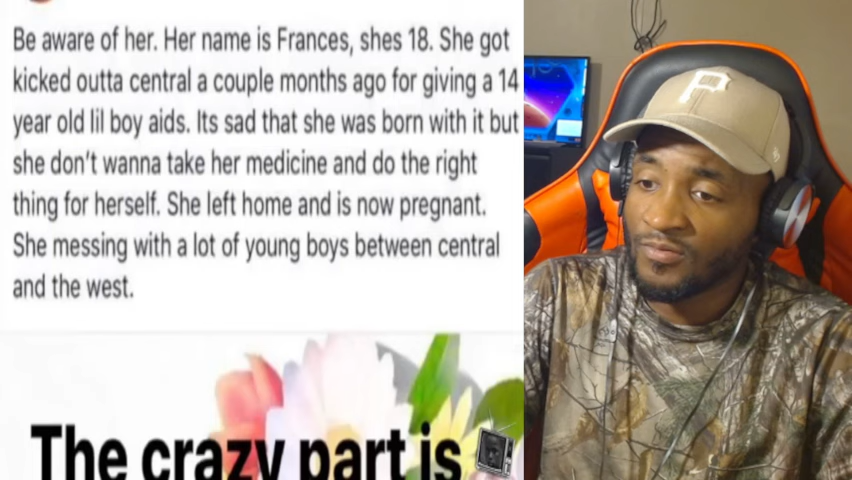 Be aware of her. Her name is Frances, shes 18. She got
kicked outta central a couple months ago for giving a 14
year old lil boy aids. Its sad that she was born with it but
she don't wanna take her medicine and do the right
thing for herself. She left home and is now pregnant.
She messing with a lot of young boys between central
and the west.
The crazy part is
P